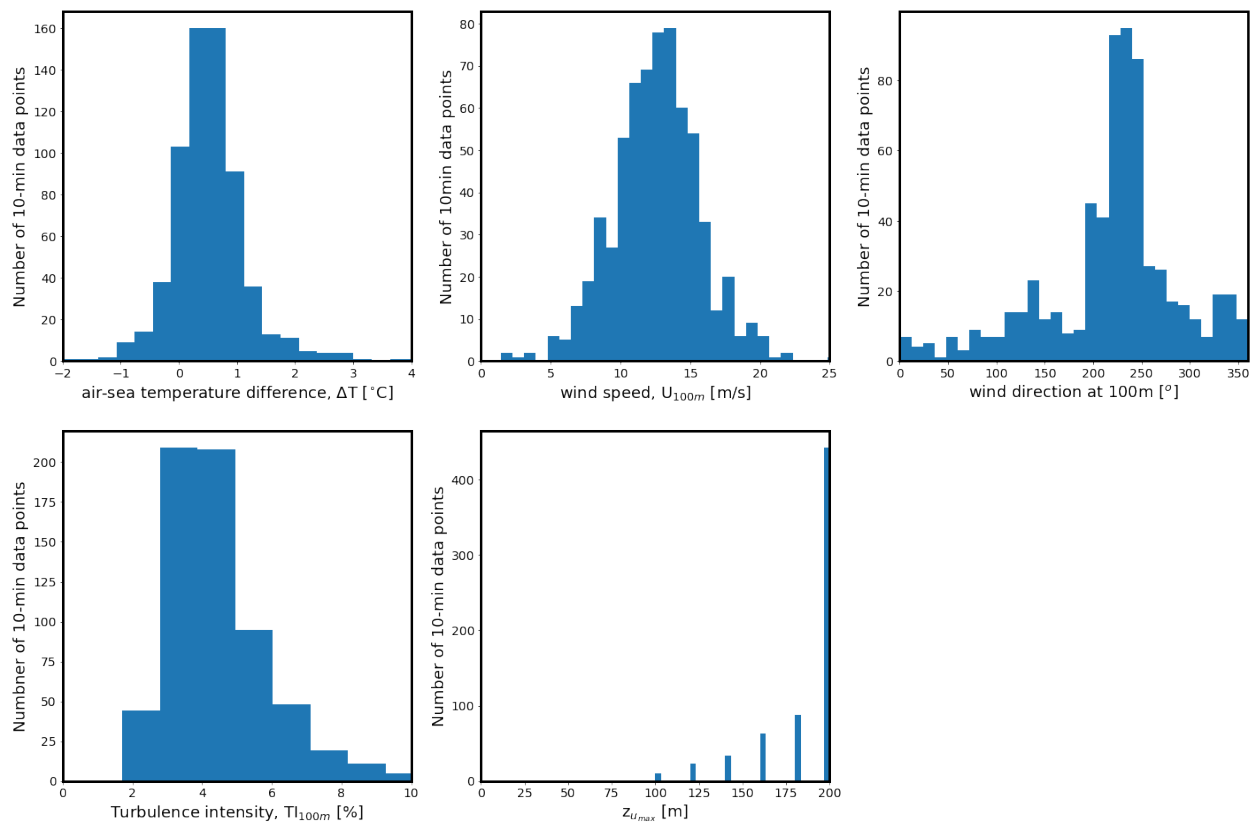 Number of 10-min data points
160
140
120
100
80
60
40
20
0
−2 −1 0 1 2 3 4
air-sea temperature difference, ΔT [°C]
Number of 10min data points
80
70
60
50
40
30
20
10
0
0 5 10 15 20 25
wind speed, U100m [m/s]
Number of 10-min data points
80
60
40
20
0
0 50 100 150 200 250 300 350
wind direction at 100m [o]
Numbner of 10-min data points
200
175
150
125
100
75
50
25
0
0 2 4 6 8 10
Turbulence intensity, TI100m [%]
Number of 10-min data points
400
300
200
100
0
0 25 50 75 100 125 150 175 200
zumax [m]